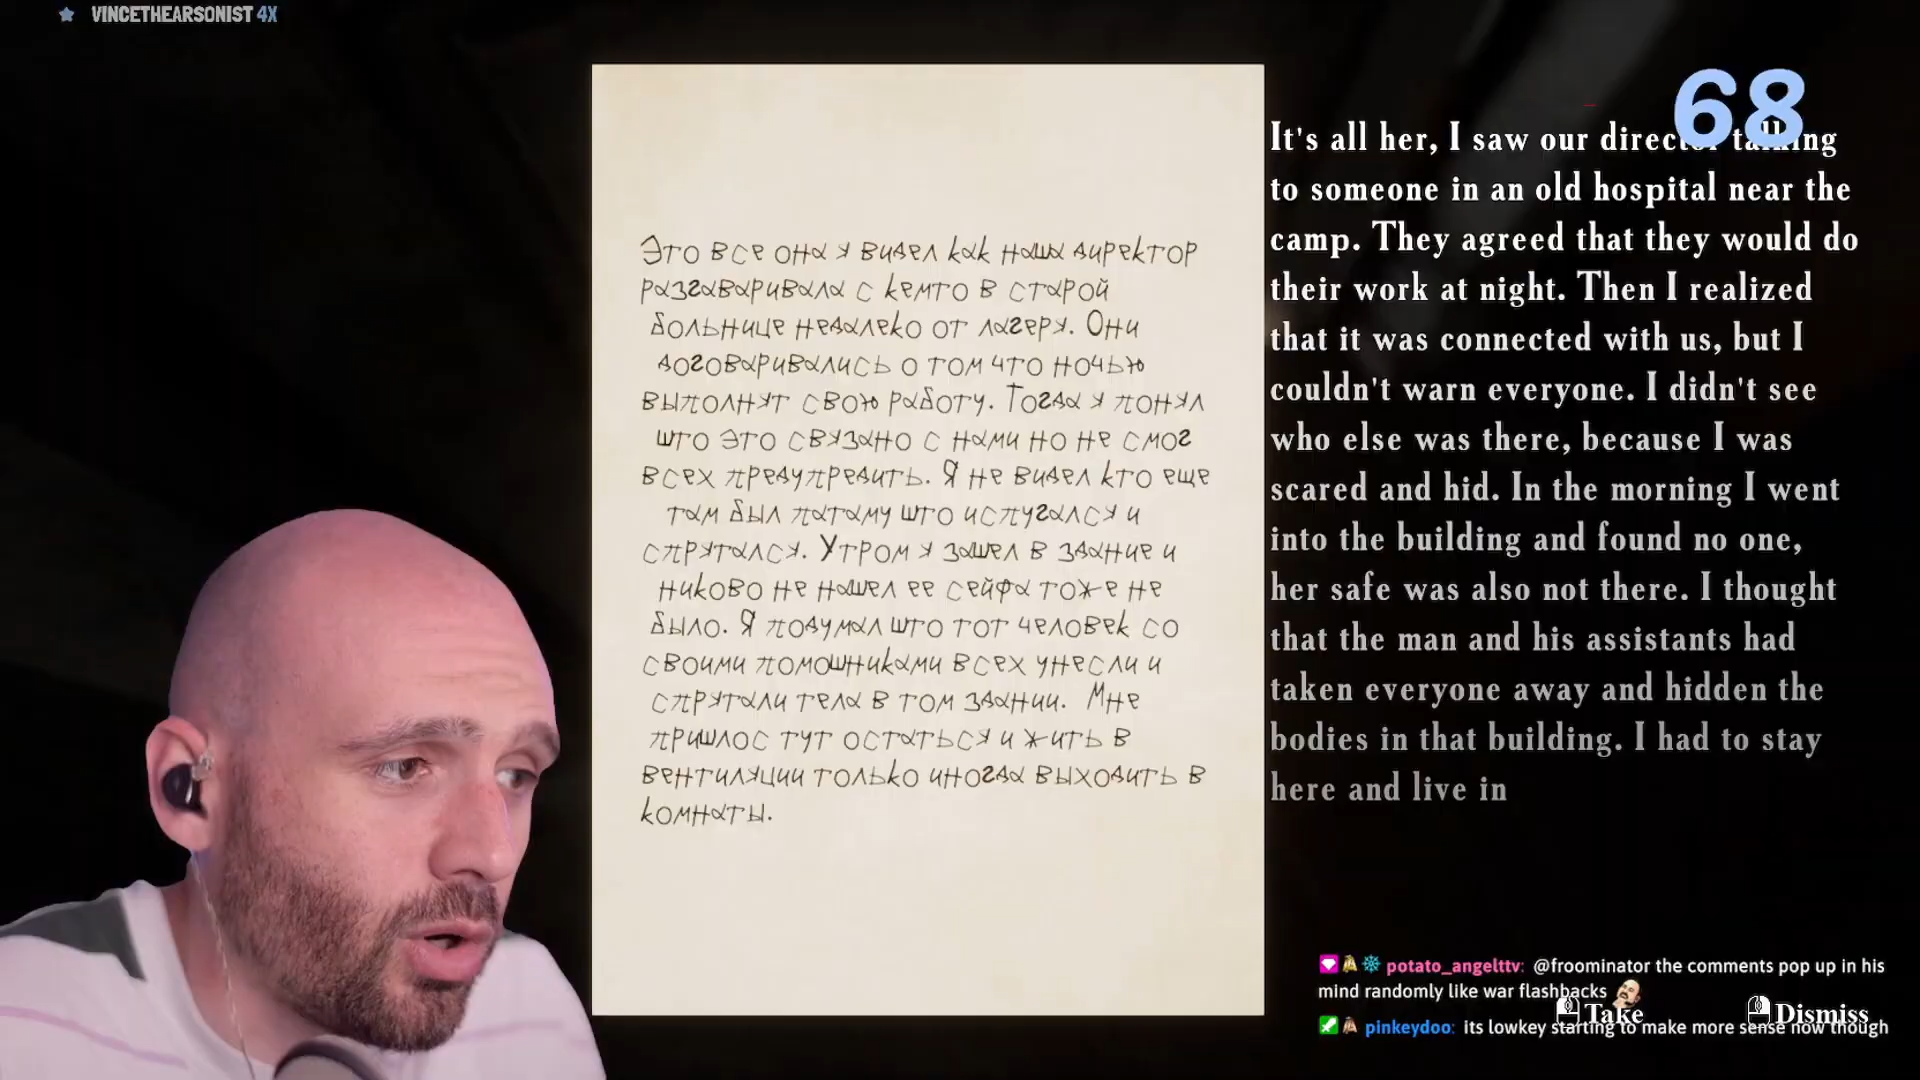 VINCETHEARSONIST 4X
68
Это все она я видел как наша директор
разгаваривала с кемто в старой
больнице недалеко от лагеря. Они
договаривались о том что ночью
выполнят свою работу. Тогда я понял
што это связано с нами но не смог
всех предупредить. Я не видел кто еще
там был патаму што испугался и
спрятался. Утром я зашел в здание и
никово не нашел ее сейфа тоже не
было. Я подумал што тот человек со
своими помошниками всех унесли и
спрятали тела в том здании. Мне
пришлос тут остаться и жить в
вентиляции только иногда выходить в
комнаты.
It's all her, I saw our director talking
to someone in an old hospital near the
camp. They agreed that they would do
their work at night. Then I realized
that it was connected with us, but I
couldn't warn everyone. I didn't see
who else was there, because I was
scared and hid. In the morning I went
into the building and found no one,
her safe was also not there. I thought
that the man and his assistants had
taken everyone away and hidden the
bodies in that building. I had to stay
here and live in
potato_angelttv: @froominator the comments pop up in his
mind randomly like war flashbacks
Take
Dismiss
pinkeydoo: its lowkey starting to make more sense now though